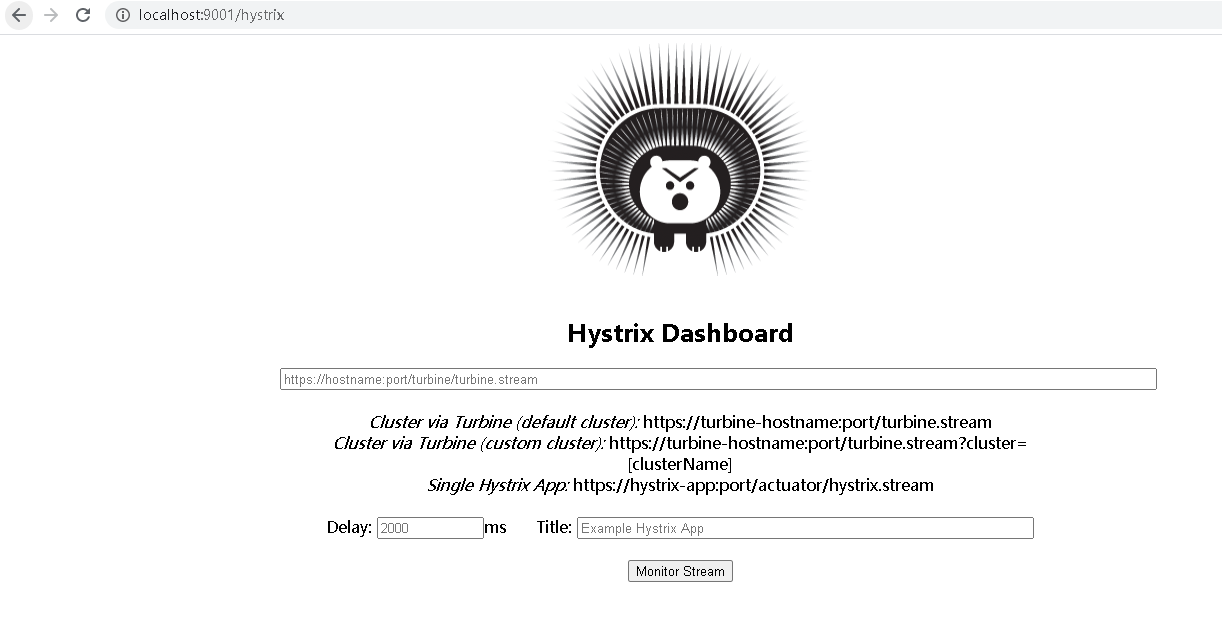 localhost:9001/hystrix
Hystrix Dashboard
https://hostname:port/turbine/turbine.stream
Cluster via Turbine (default cluster): https://turbine-hostname:port/turbine.stream
Cluster via Turbine (custom cluster): https://turbine-hostname:port/turbine.stream?cluster=
[clusterName]
Single Hystrix App: https://hystrix-app:port/actuator/hystrix.stream
Delay: 2000 ms Title: Example Hystrix App
Monitor Stream